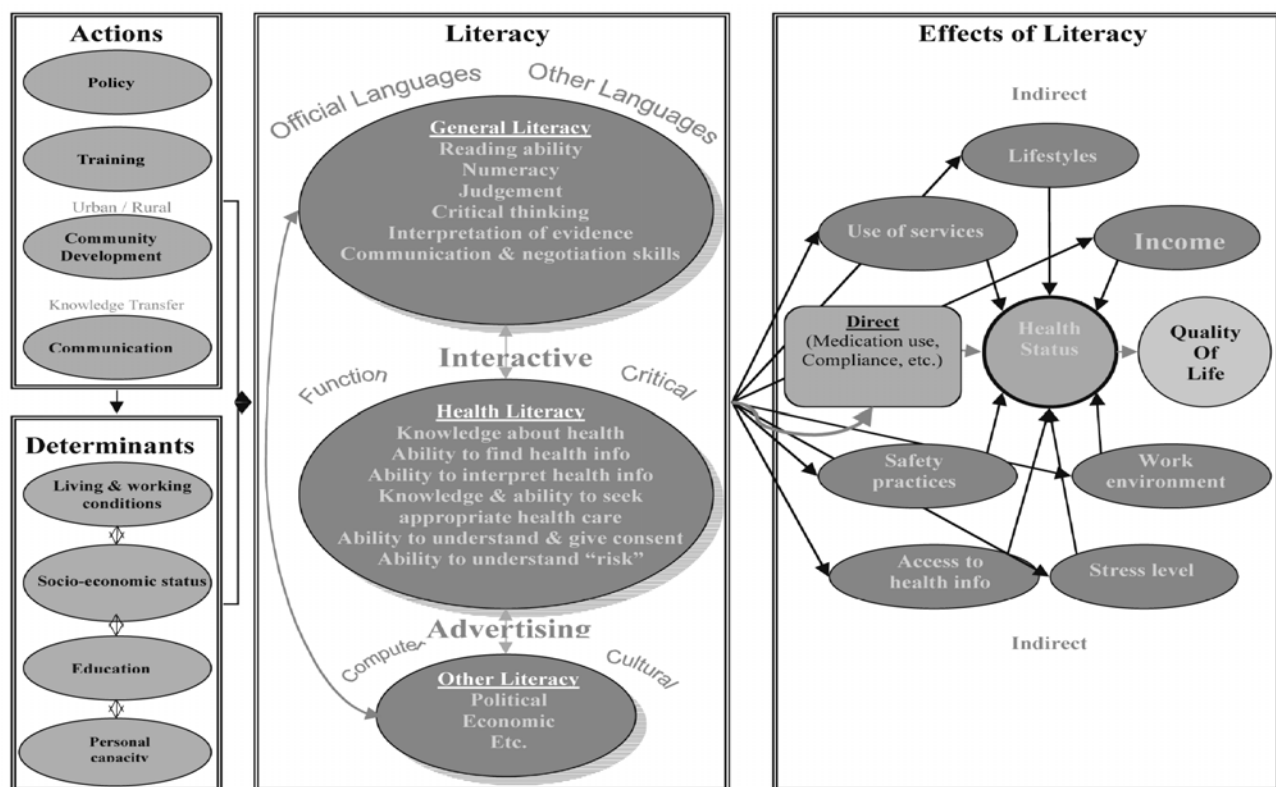 Actions
Policy
Training
Urban / Rural
Community
Development
Knowledge Transfer
Communication
Determinants
Living & working
conditions
Socio-economic status
Education
Personal
capacity
Literacy
Official Languages
Other Languages
General Literacy
Reading ability
Numeracy
Judgement
Critical thinking
Interpretation of evidence
Communication & negotiation skills
Interactive
Function
Critical
Health Literacy
Knowledge about health
Ability to find health info
Ability to interpret health info
Knowledge & ability to seek
appropriate health care
Ability to understand & give consent
Ability to understand “risk”
Advertising
Compute
Cultural
Other Literacy
Political
Economic
Etc.
Effects of Literacy
Indirect
Lifestyles
Use of services
Income
Direct
(Medication use,
Compliance, etc.)
Health
Status
Quality
Of
Life
Safety
practices
Work
environment
Access to
health info
Stress level
Indirect